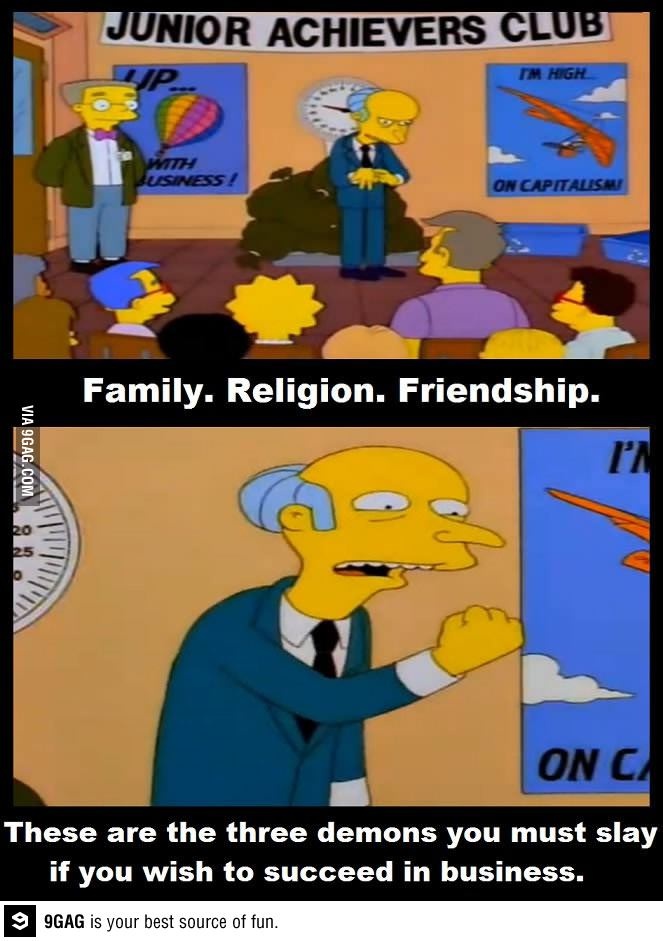 JUNIOR ACHIEVERS CLUB
UP...
WITH
BUSINESS!
I'M HIGH...
ON CAPITALISM!
Family. Religion. Friendship.
VIA 9GAG.COM
20
25
I'M
ON CA
These are the three demons you must slay
if you wish to succeed in business.
9GAG is your best source of fun.